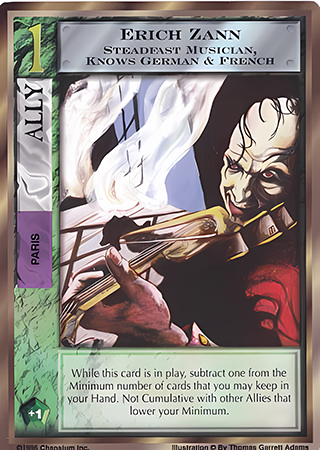 1
ERICH ZANN
STEADFAST MUSICIAN,
KNOWS GERMAN & FRENCH
ALLY
PARIS
While this card is in play, subtract one from the
Minimum number of cards that you may keep in
your Hand. Not Cumulative with other Allies that
lower your Minimum.
+1/
©1996 Chaosium Inc.
Illustration © By Thomas Garrett Adams